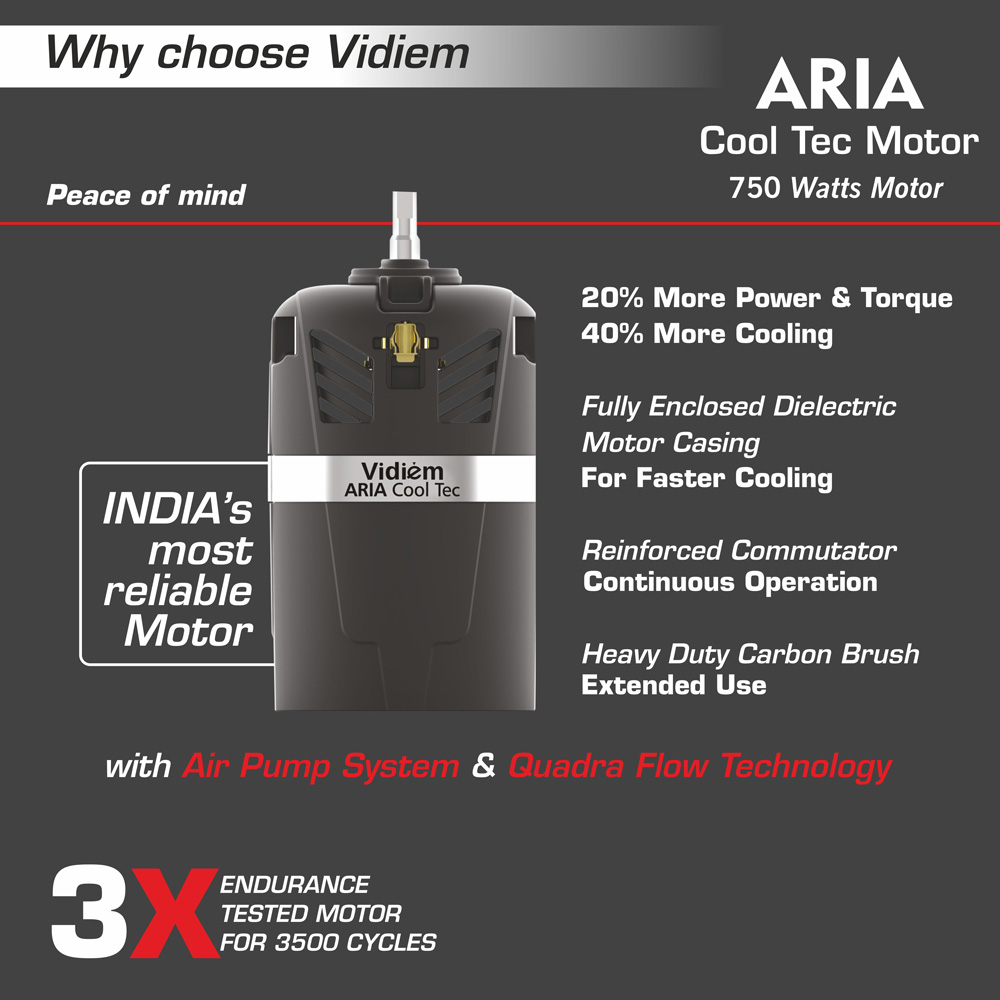 Why choose Vidiem
ARIA
Cool Tec Motor
750 Watts Motor
Peace of mind
20% More Power & Torque
40% More Cooling
Fully Enclosed Dielectric
Motor Casing
For Faster Cooling
Vidiem
ARIA Cool Tec
INDIA's
most
reliable
Motor
Reinforced Commutator
Continuous Operation
Heavy Duty Carbon Brush
Extended Use
with Air Pump System & Quadra Flow Technology
3X
ENDURANCE
TESTED MOTOR
FOR 3500 CYCLES